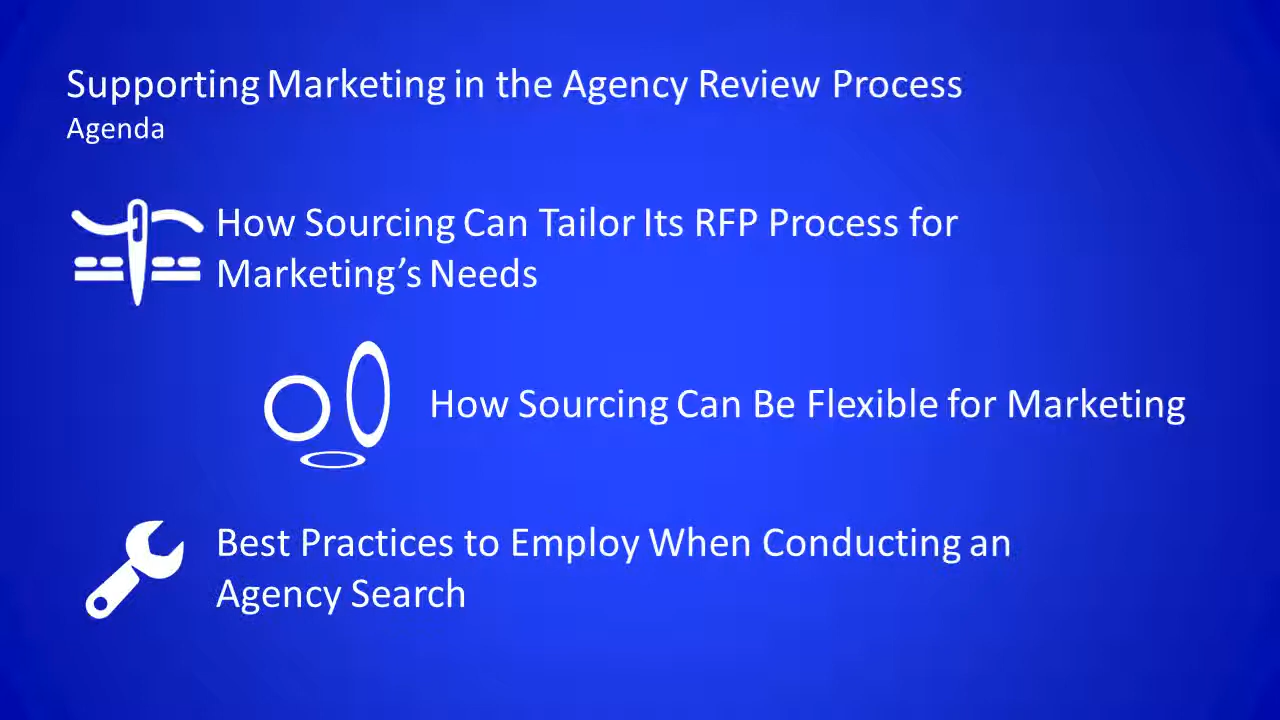 Supporting Marketing in the Agency Review Process
Agenda
How Sourcing Can Tailor Its RFP Process for
Marketing’s Needs
How Sourcing Can Be Flexible for Marketing
Best Practices to Employ When Conducting an
Agency Search